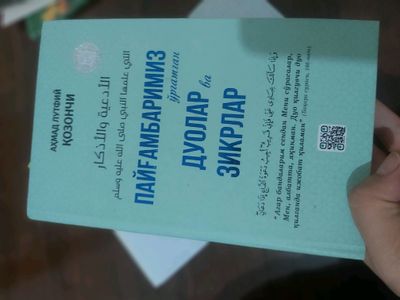 АҲМАД ЛУТФИЙ
ҚОЗОНЧИ
الأدعية والأذكار
التي علمها النبي صلى الله عليه وسلم
ПАЙҒАМБАРИМИЗ
ўргатган
ДУОЛАР ва
ЗИКРЛАР
"Агар бандаларим сендан Мени сўрасалар,
Мен, албатта, яқинман. Дуо қилгувчи дуо
қилганда ижобат қиламан"